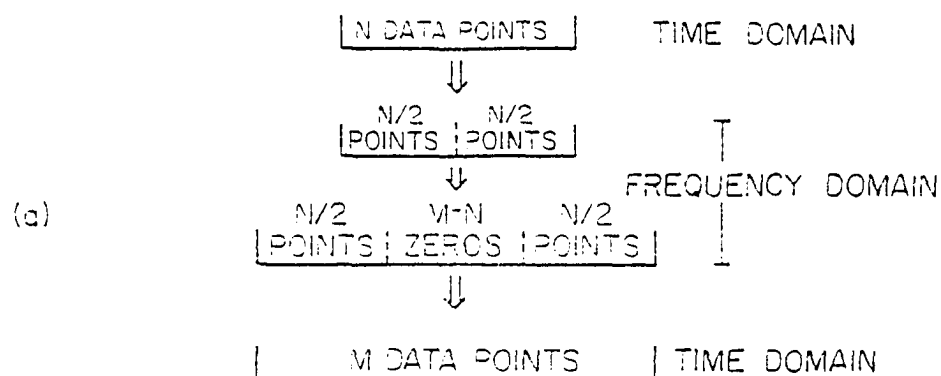 N DATA POINTS TIME DOMAIN
N/2 N/2
POINTS POINTS
FREQUENCY DOMAIN
(a)
N/2 M-N N/2
POINTS ZEROS POINTS
M DATA POINTS TIME DOMAIN